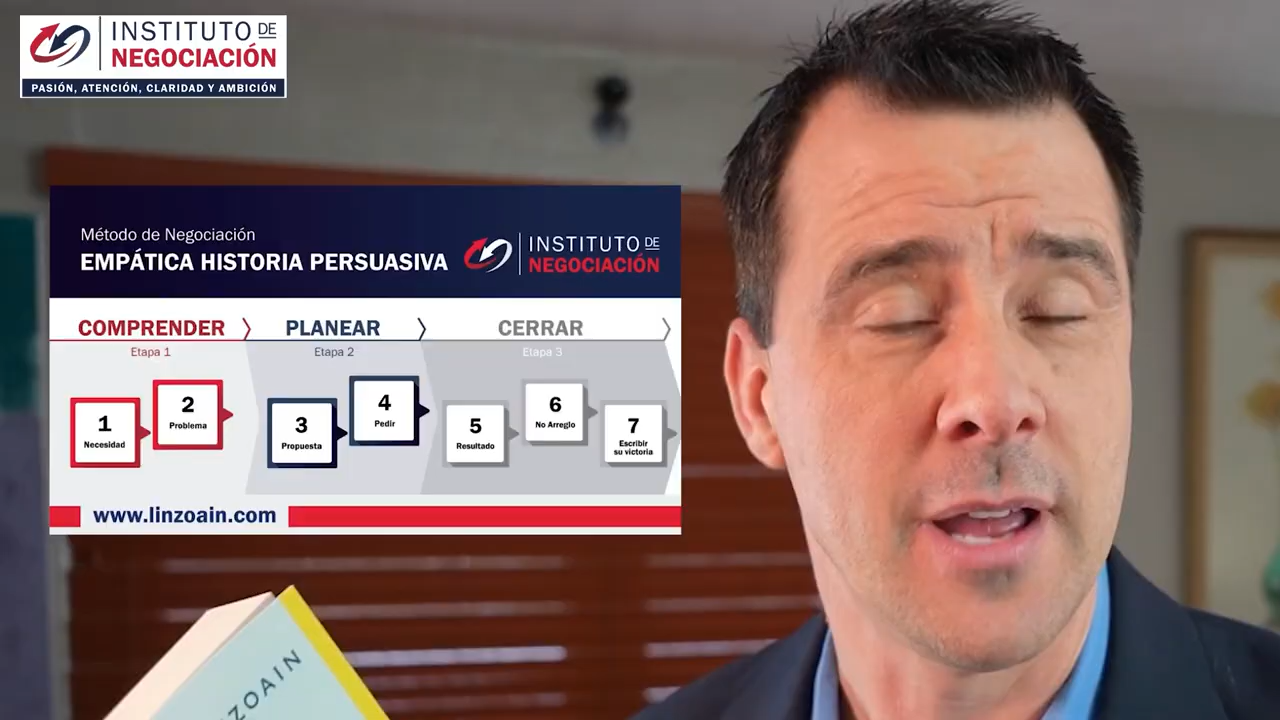 INSTITUTO DE
NEGOCIACIÓN
PASIÓN, ATENCIÓN, CLARIDAD Y AMBICIÓN
Método de Negociación
EMPÁTICA HISTORIA PERSUASIVA
INSTITUTO DE
NEGOCIACIÓN
COMPRENDER
PLANEAR
CERRAR
Etapa 1
Etapa 2
Etapa 3
1
Necesidad
2
Problema
3
Propuesta
4
Pedir
5
Resultado
6
No Arreglo
7
Escribir
su victoria
www.linzoain.com
ZOAIN